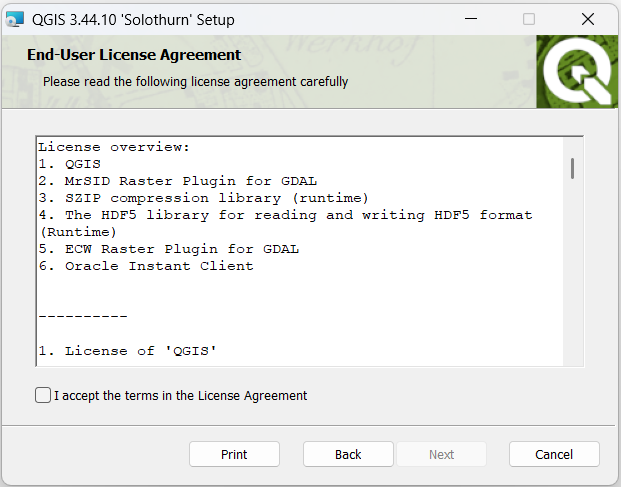 QGIS 3.44.10 'Solothurn' Setup
End-User License Agreement
Please read the following license agreement carefully
Werkhof
License overview:
1. QGIS
2. MrSID Raster Plugin for GDAL
3. SZIP compression library (runtime)
4. The HDF5 library for reading and writing HDF5 format
(Runtime)
5. ECW Raster Plugin for GDAL
6. Oracle Instant Client
----------
1. License of 'QGIS'
I accept the terms in the License Agreement
Print
Back
Next
Cancel